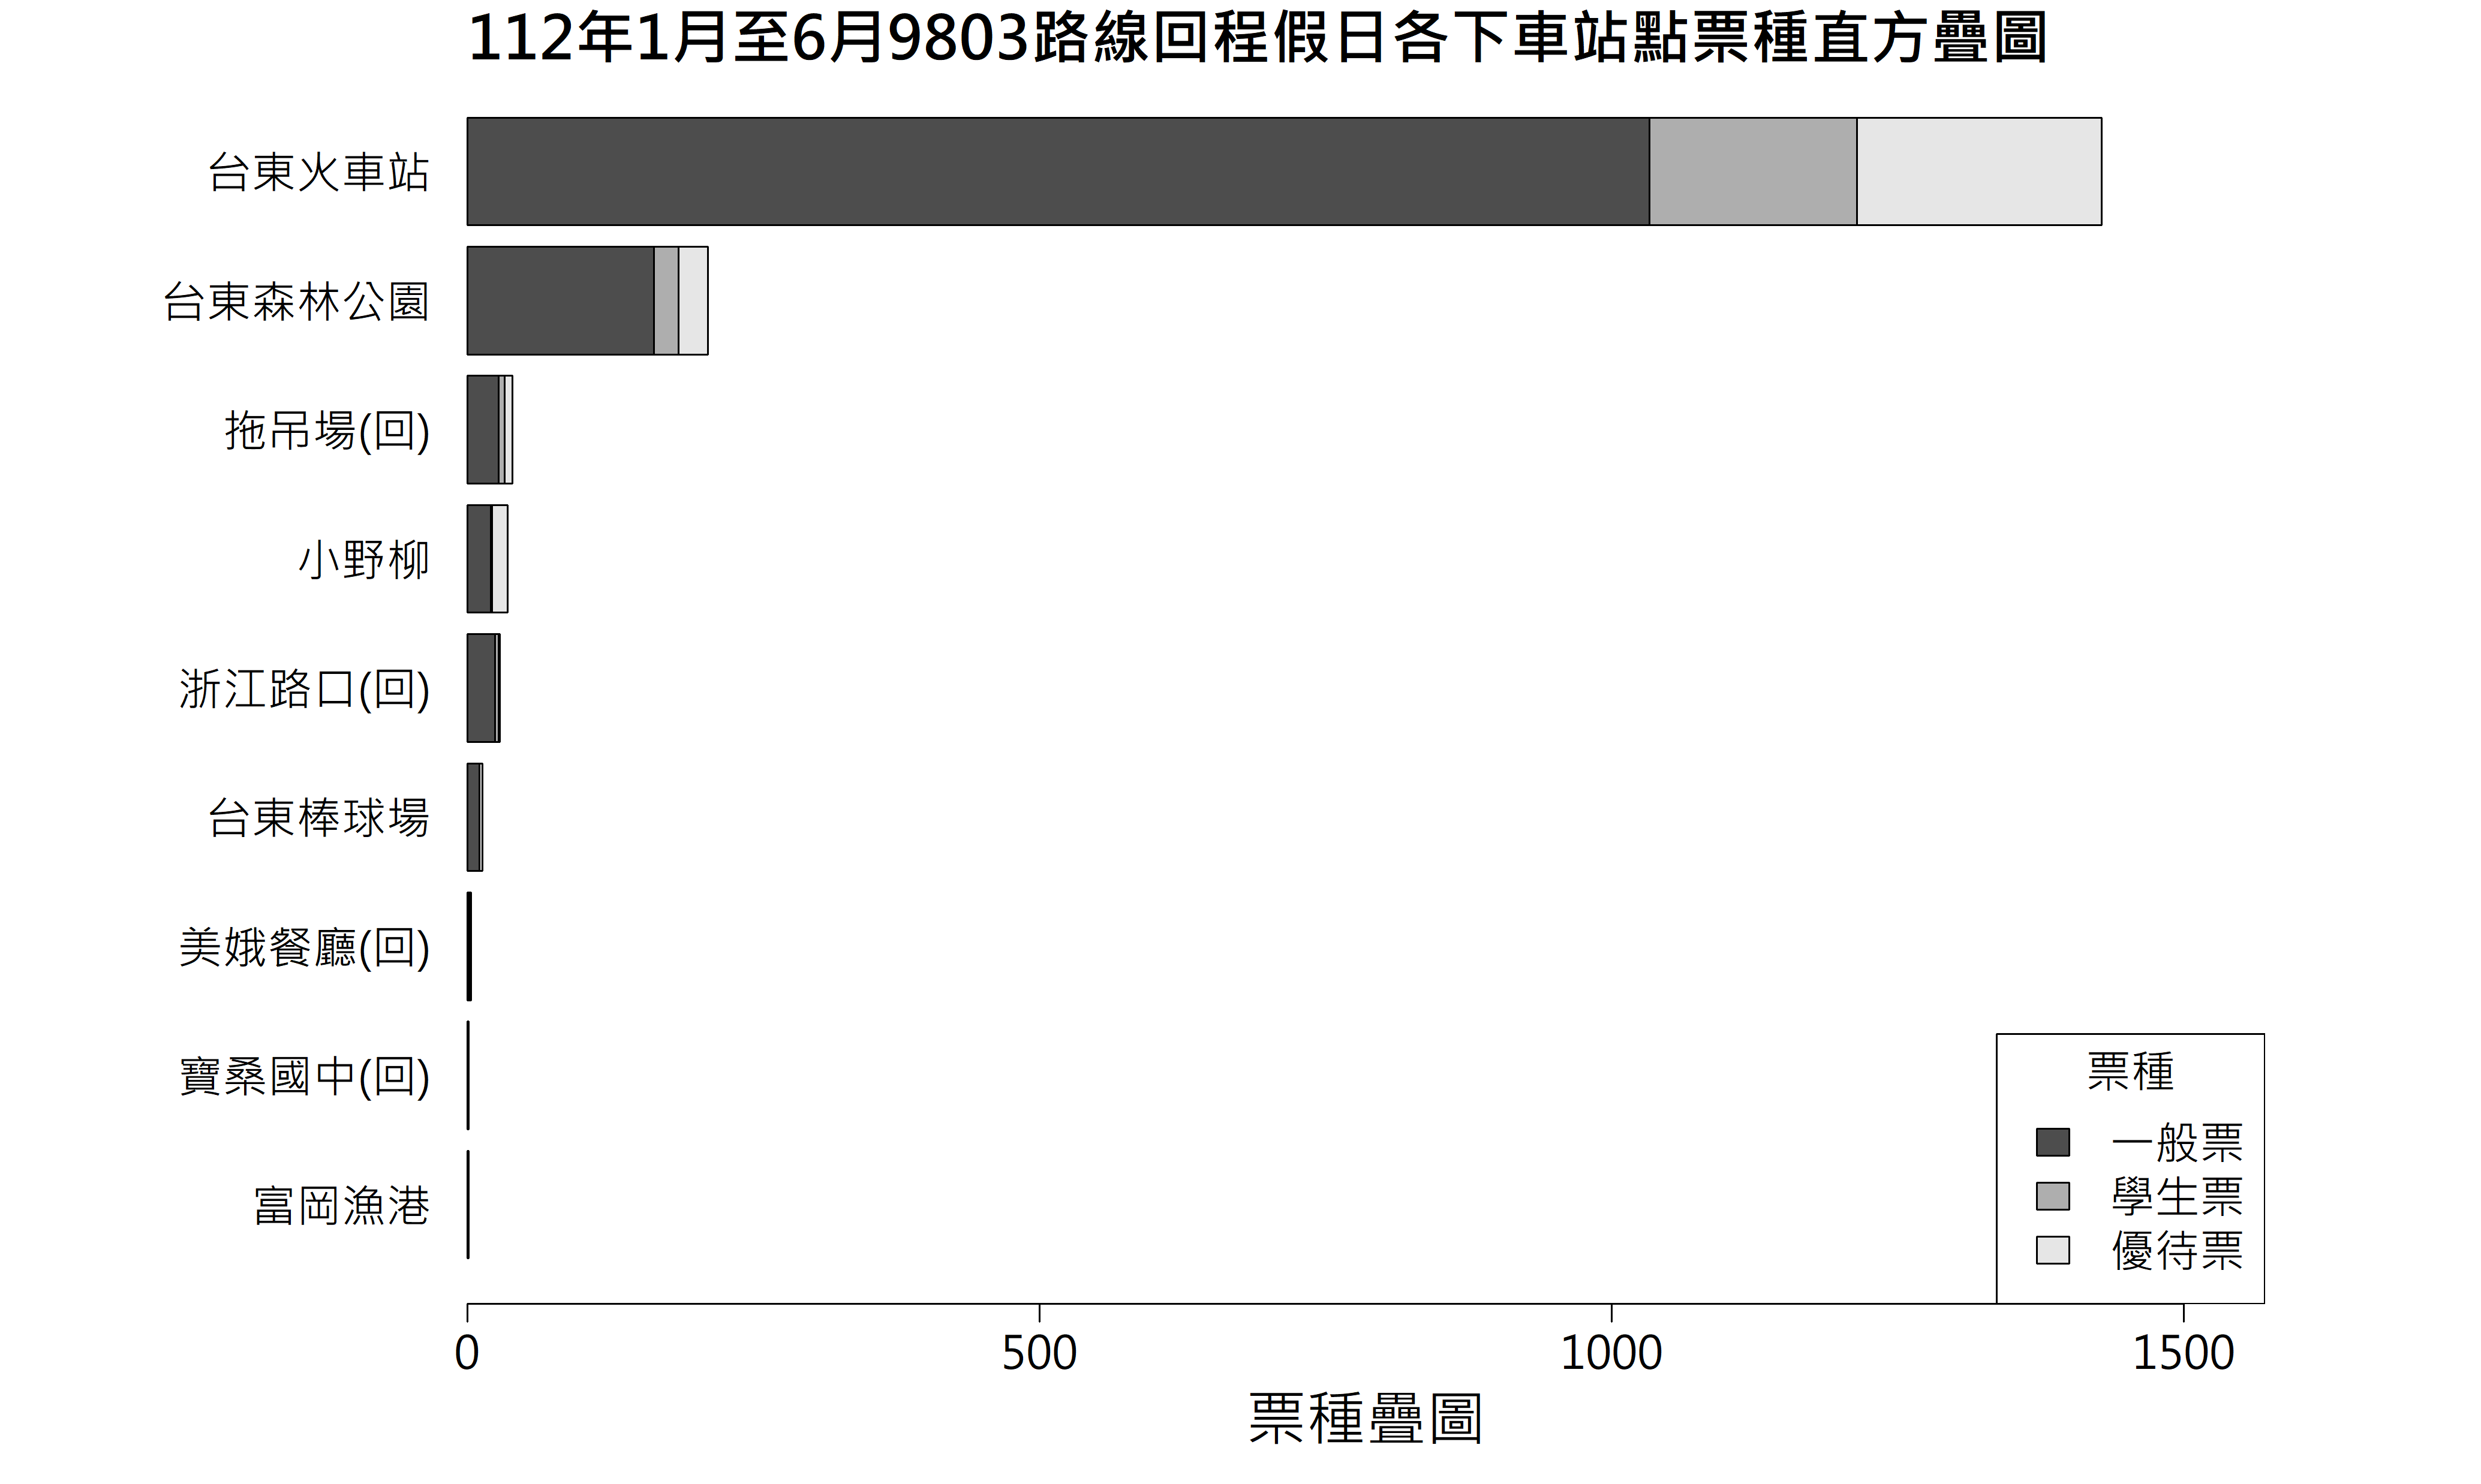 112年1月至6月9803路線回程假日各下車站點票種直方疊圖
台東火車站
台東森林公園
拖吊場(回)
小野柳
浙江路口(回)
台東棒球場
美娥餐廳(回)
寶桑國中(回)
富岡漁港
票種
一般票
學生票
優待票
0 500 1000 1500
票種疊圖